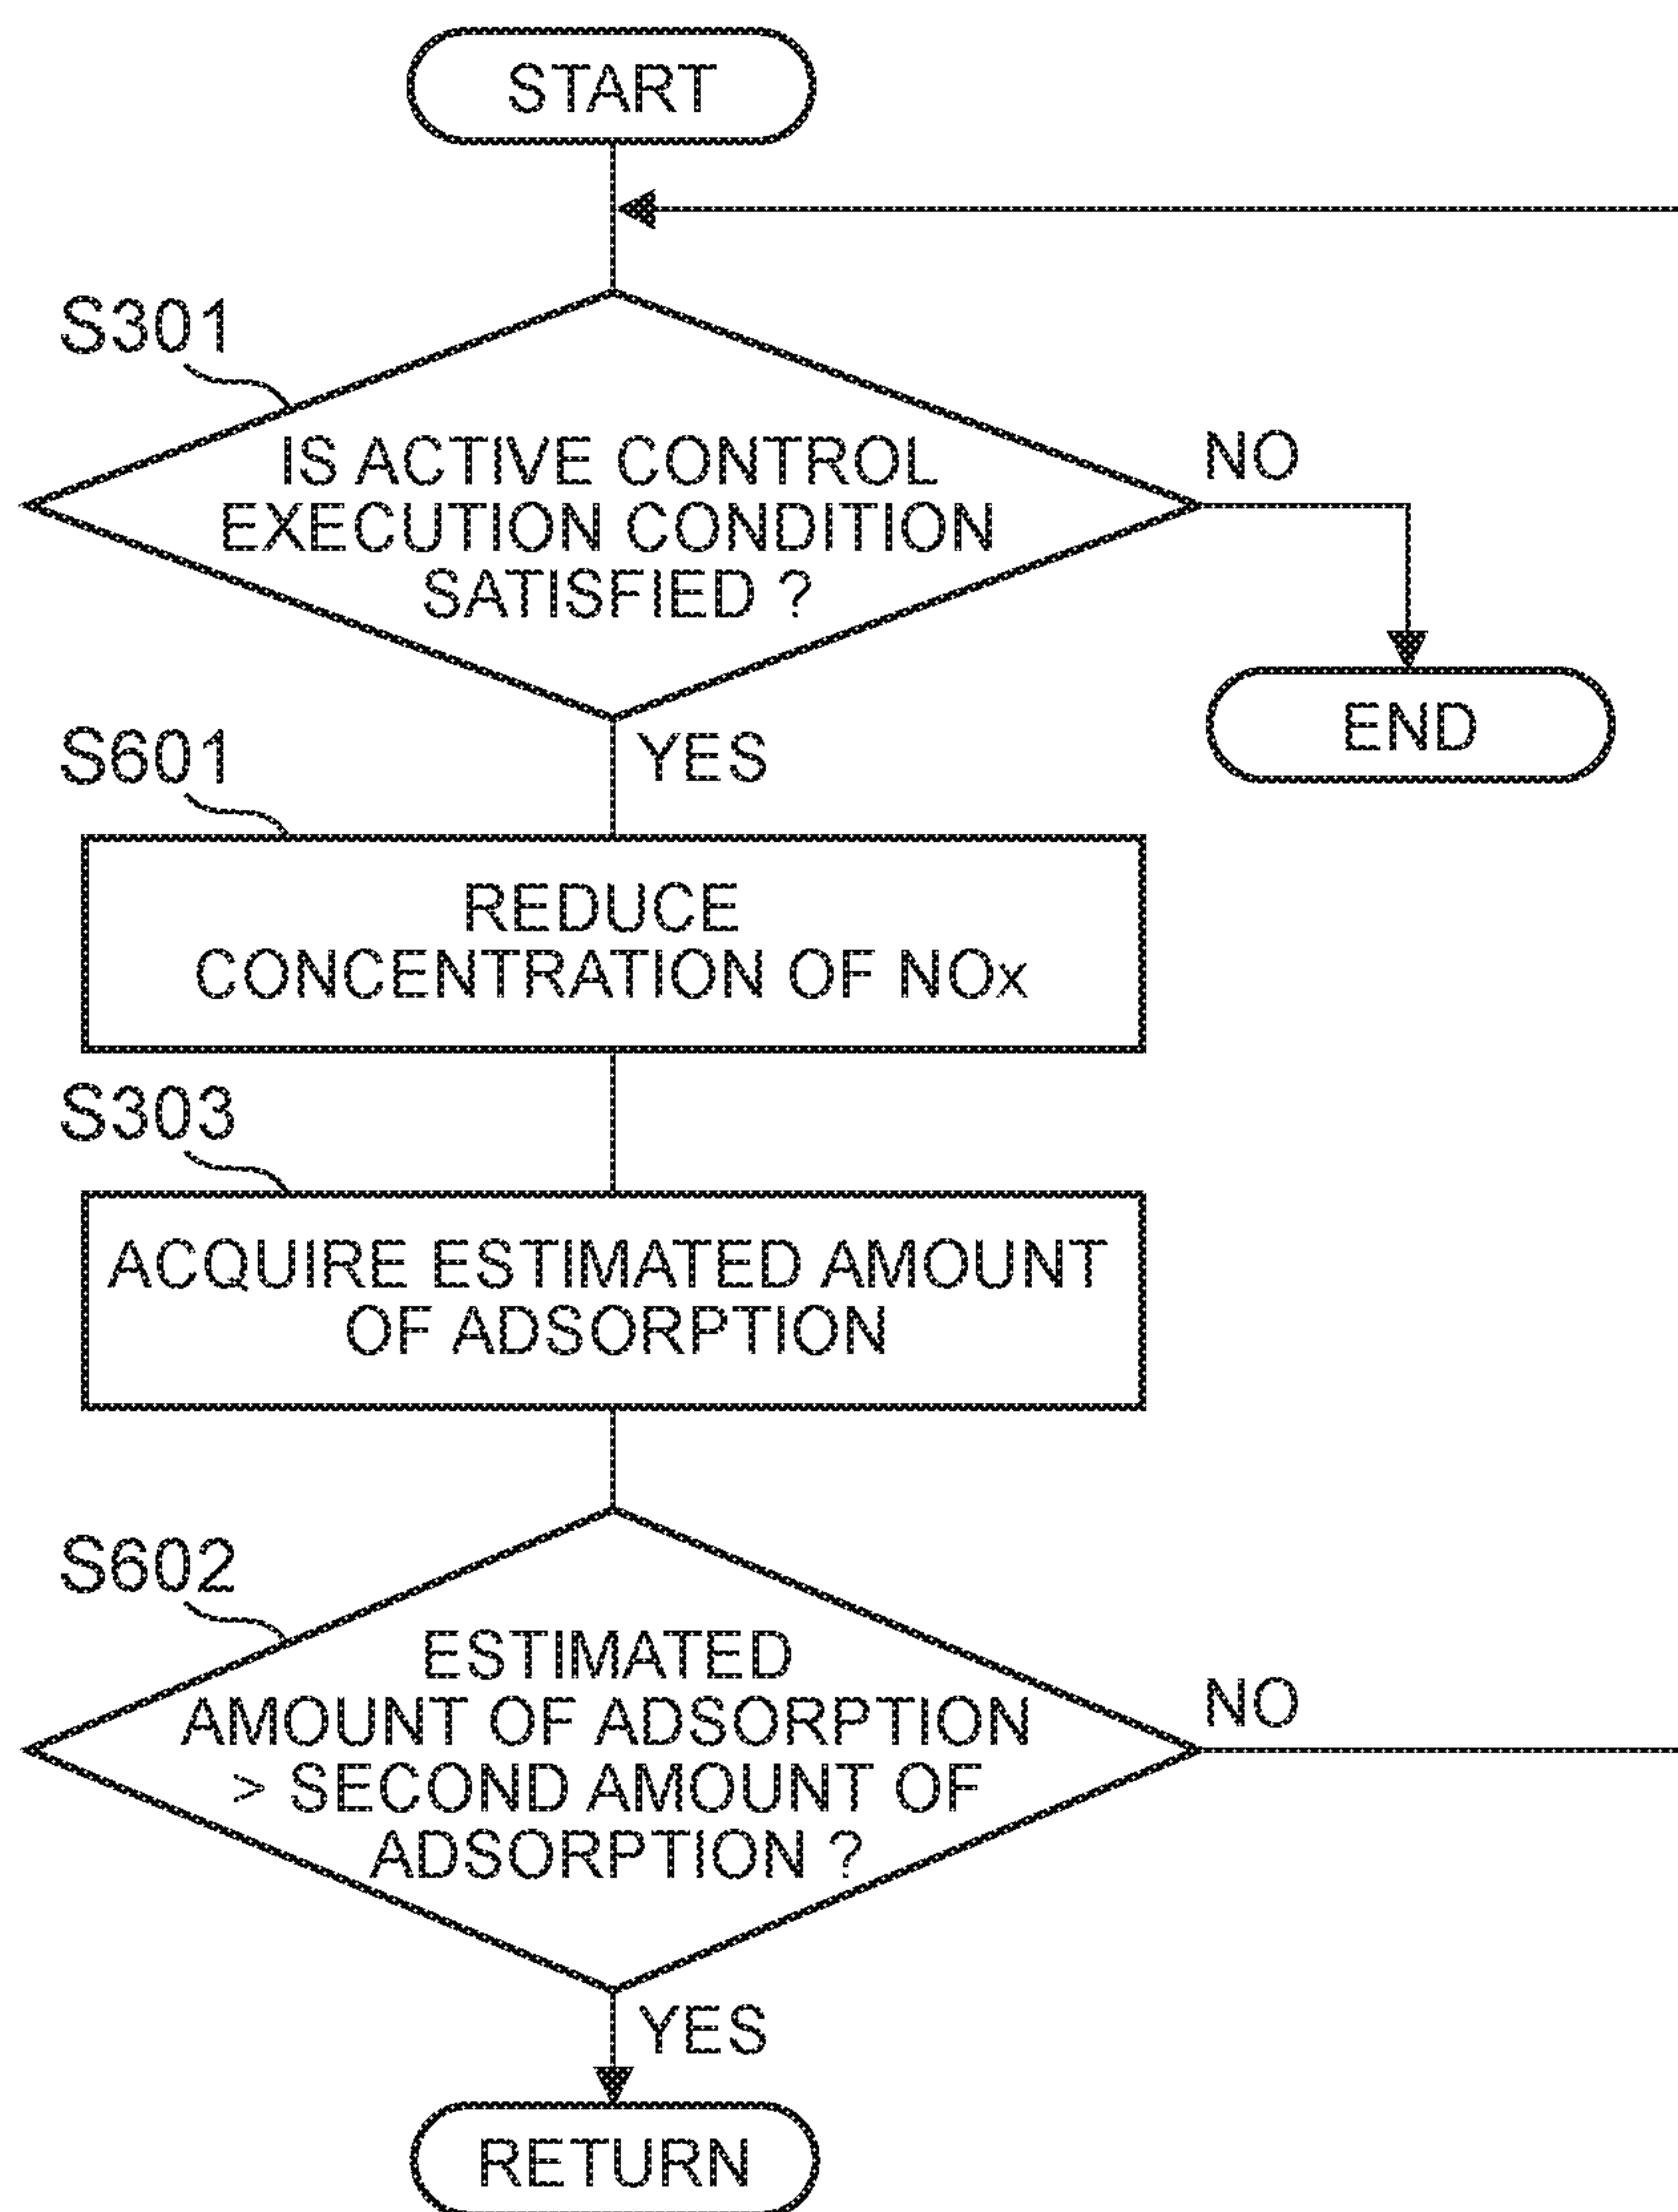 START
S301
IS ACTIVE CONTROL
EXECUTION CONDITION
SATISFIED ?
NO
END
YES
S601
REDUCE
CONCENTRATION OF NOx
S303
ACQUIRE ESTIMATED AMOUNT
OF ADSORPTION
S602
ESTIMATED
AMOUNT OF ADSORPTION
> SECOND AMOUNT OF
ADSORPTION ?
NO
YES
RETURN